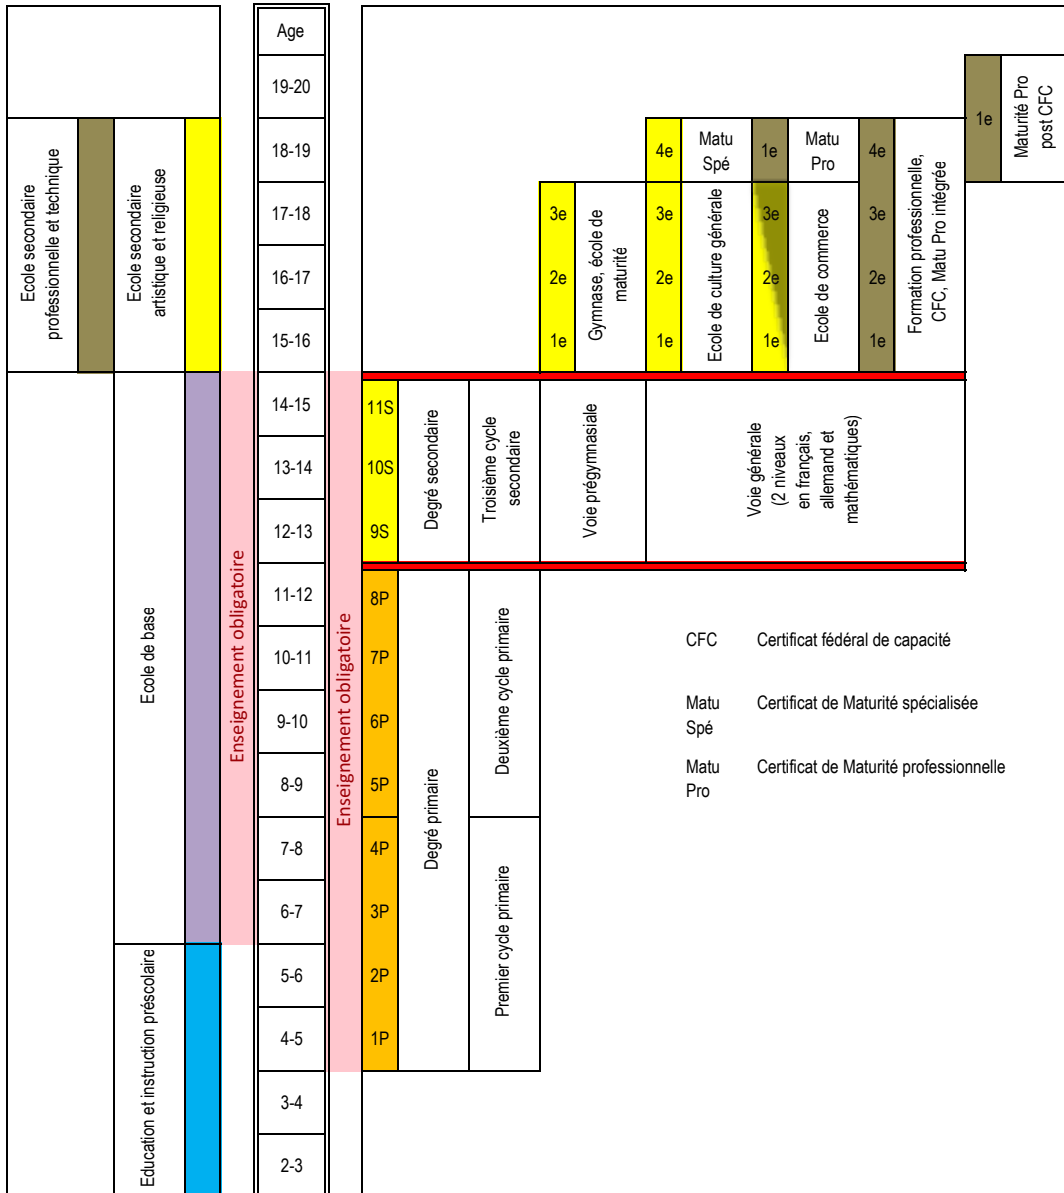 Age
19-20
18-19
17-18
16-17
15-16
14-15
13-14
12-13
11-12
10-11
9-10
8-9
7-8
6-7
5-6
4-5
3-4
2-3
Ecole secondaire
professionnelle et technique
Ecole secondaire
artistique et religieuse
Ecole de base
Education et instruction préscolaire
Enseignement obligatoire
Enseignement obligatoire
11S
10S
9S
8P
7P
6P
5P
4P
3P
2P
1P
Degré secondaire
Degré primaire
Troisième cycle
secondaire
Deuxième cycle primaire
Premier cycle primaire
Voie prégymnasiale
Voie générale
(2 niveaux
en français,
allemand et
mathématiques)
3e
2e
1e
Gymnase, école de
maturité
4e
3e
2e
1e
Matu
Spé
Ecole de culture générale
1e
3e
2e
1e
Matu
Pro
Ecole de commerce
4e
3e
2e
1e
Formation professionnelle,
CFC, Matu Pro intégrée
1e
Maturité Pro
post CFC
CFC Certificat fédéral de capacité
Matu Certificat de Maturité spécialisée
Spé
Matu Certificat de Maturité professionnelle
Pro